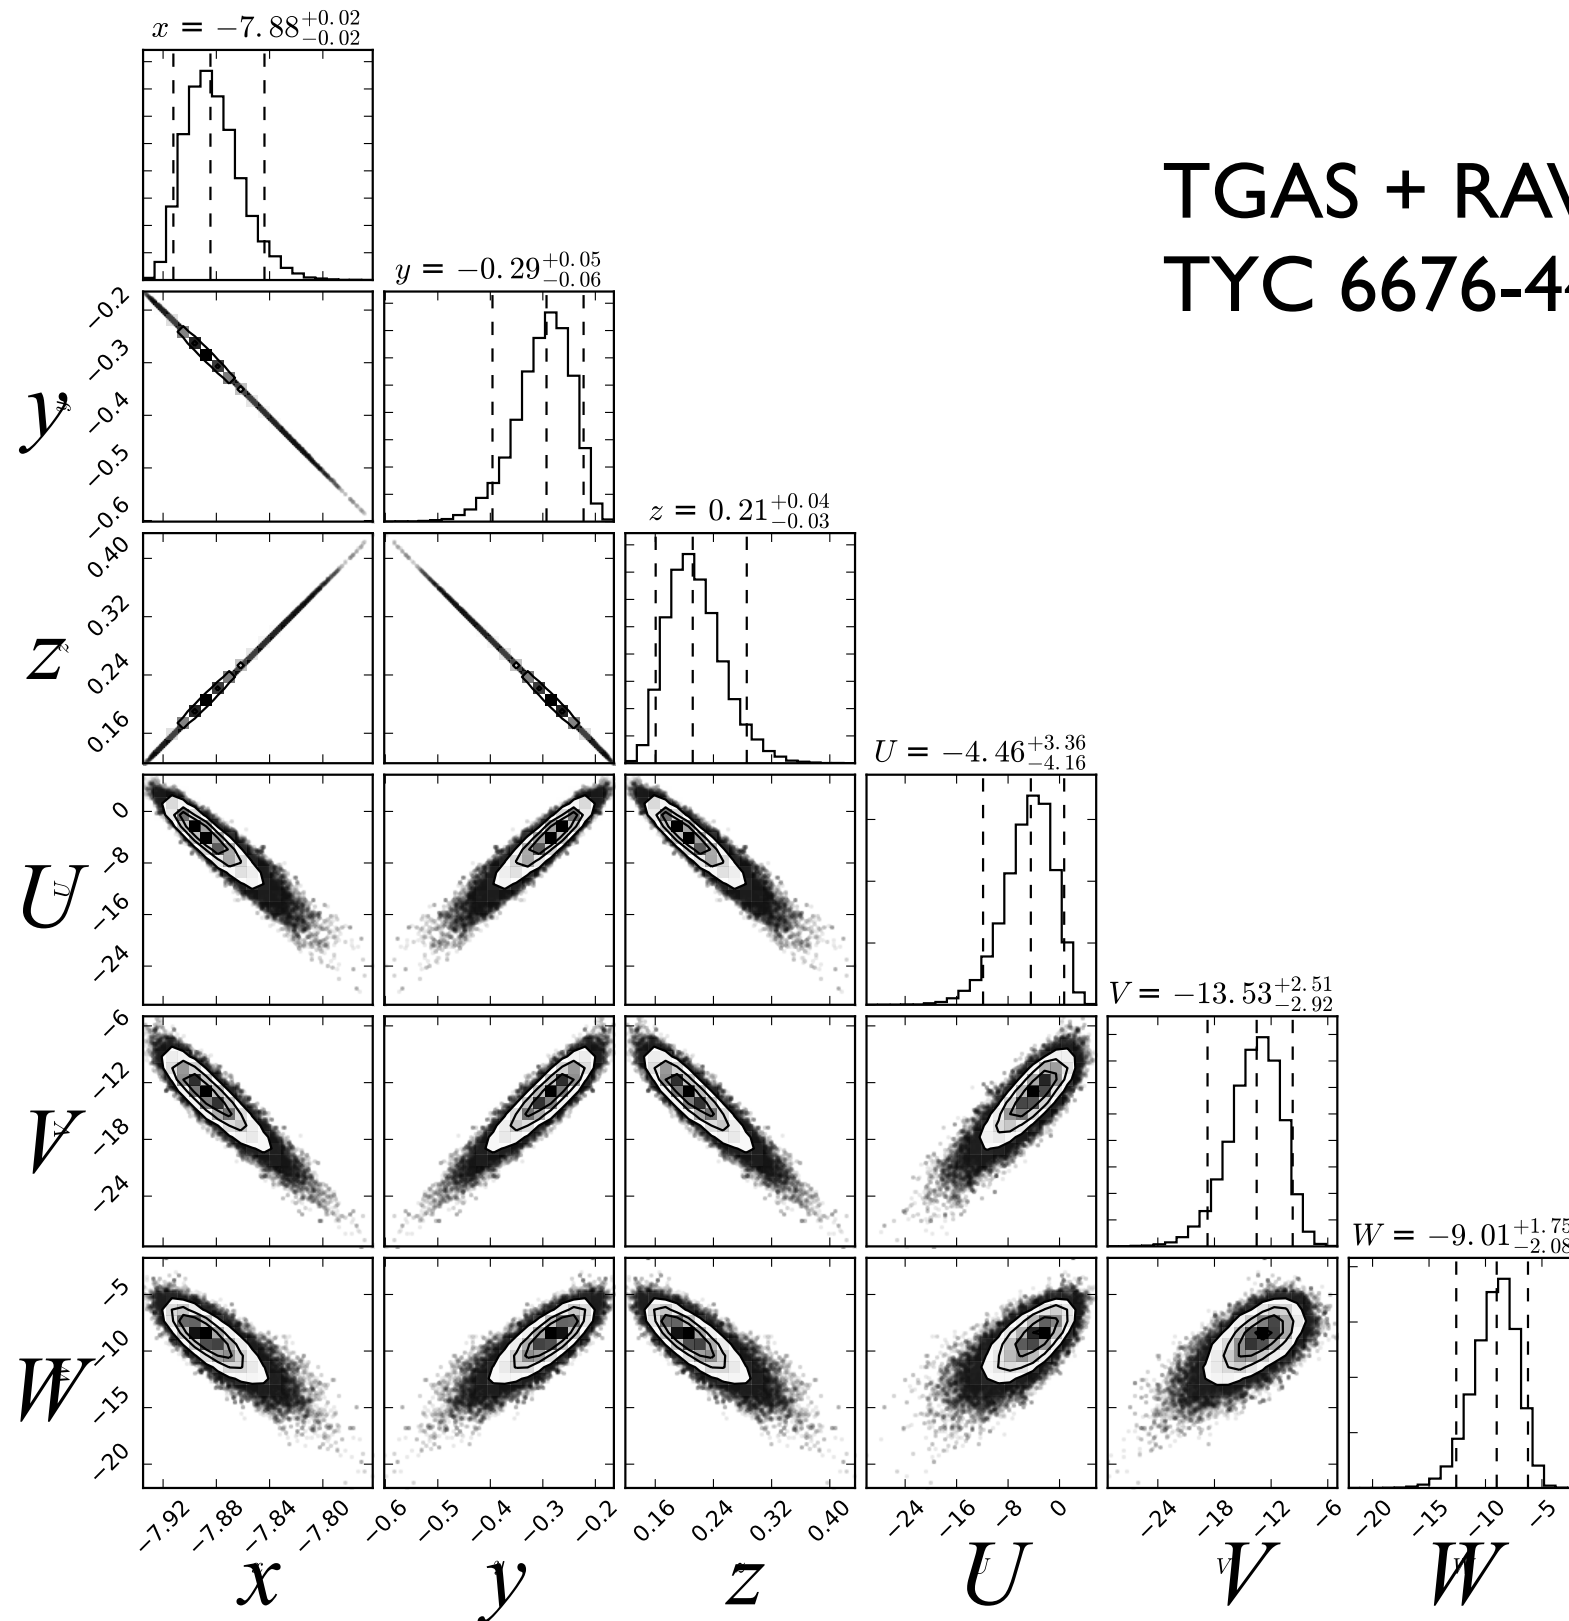 x = −7.88+0.02−0.02
TGAS + RAV
TYC 6676-4
y = −0.29+0.05−0.06
−0.2
−0.3
−0.4
−0.5
−0.6
y
z = 0.21+0.04−0.03
0.40
0.32
0.24
0.16
z
U = −4.46+3.36−4.16
0
−8
−16
−24
U
U
V = −13.53+2.51−2.92
−6
−12
−18
−24
V
V
W = −9.01+1.75−2.08
−5
−10
−15
−20
W
−7.92 −7.88 −7.84 −7.80 −0.6 −0.5 −0.4 −0.3 −0.2 0.16 0.24 0.32 0.40 −24 −16 −8 0 −24 −18 −12 −6 −20 −15 −10 −5
x y z U V W